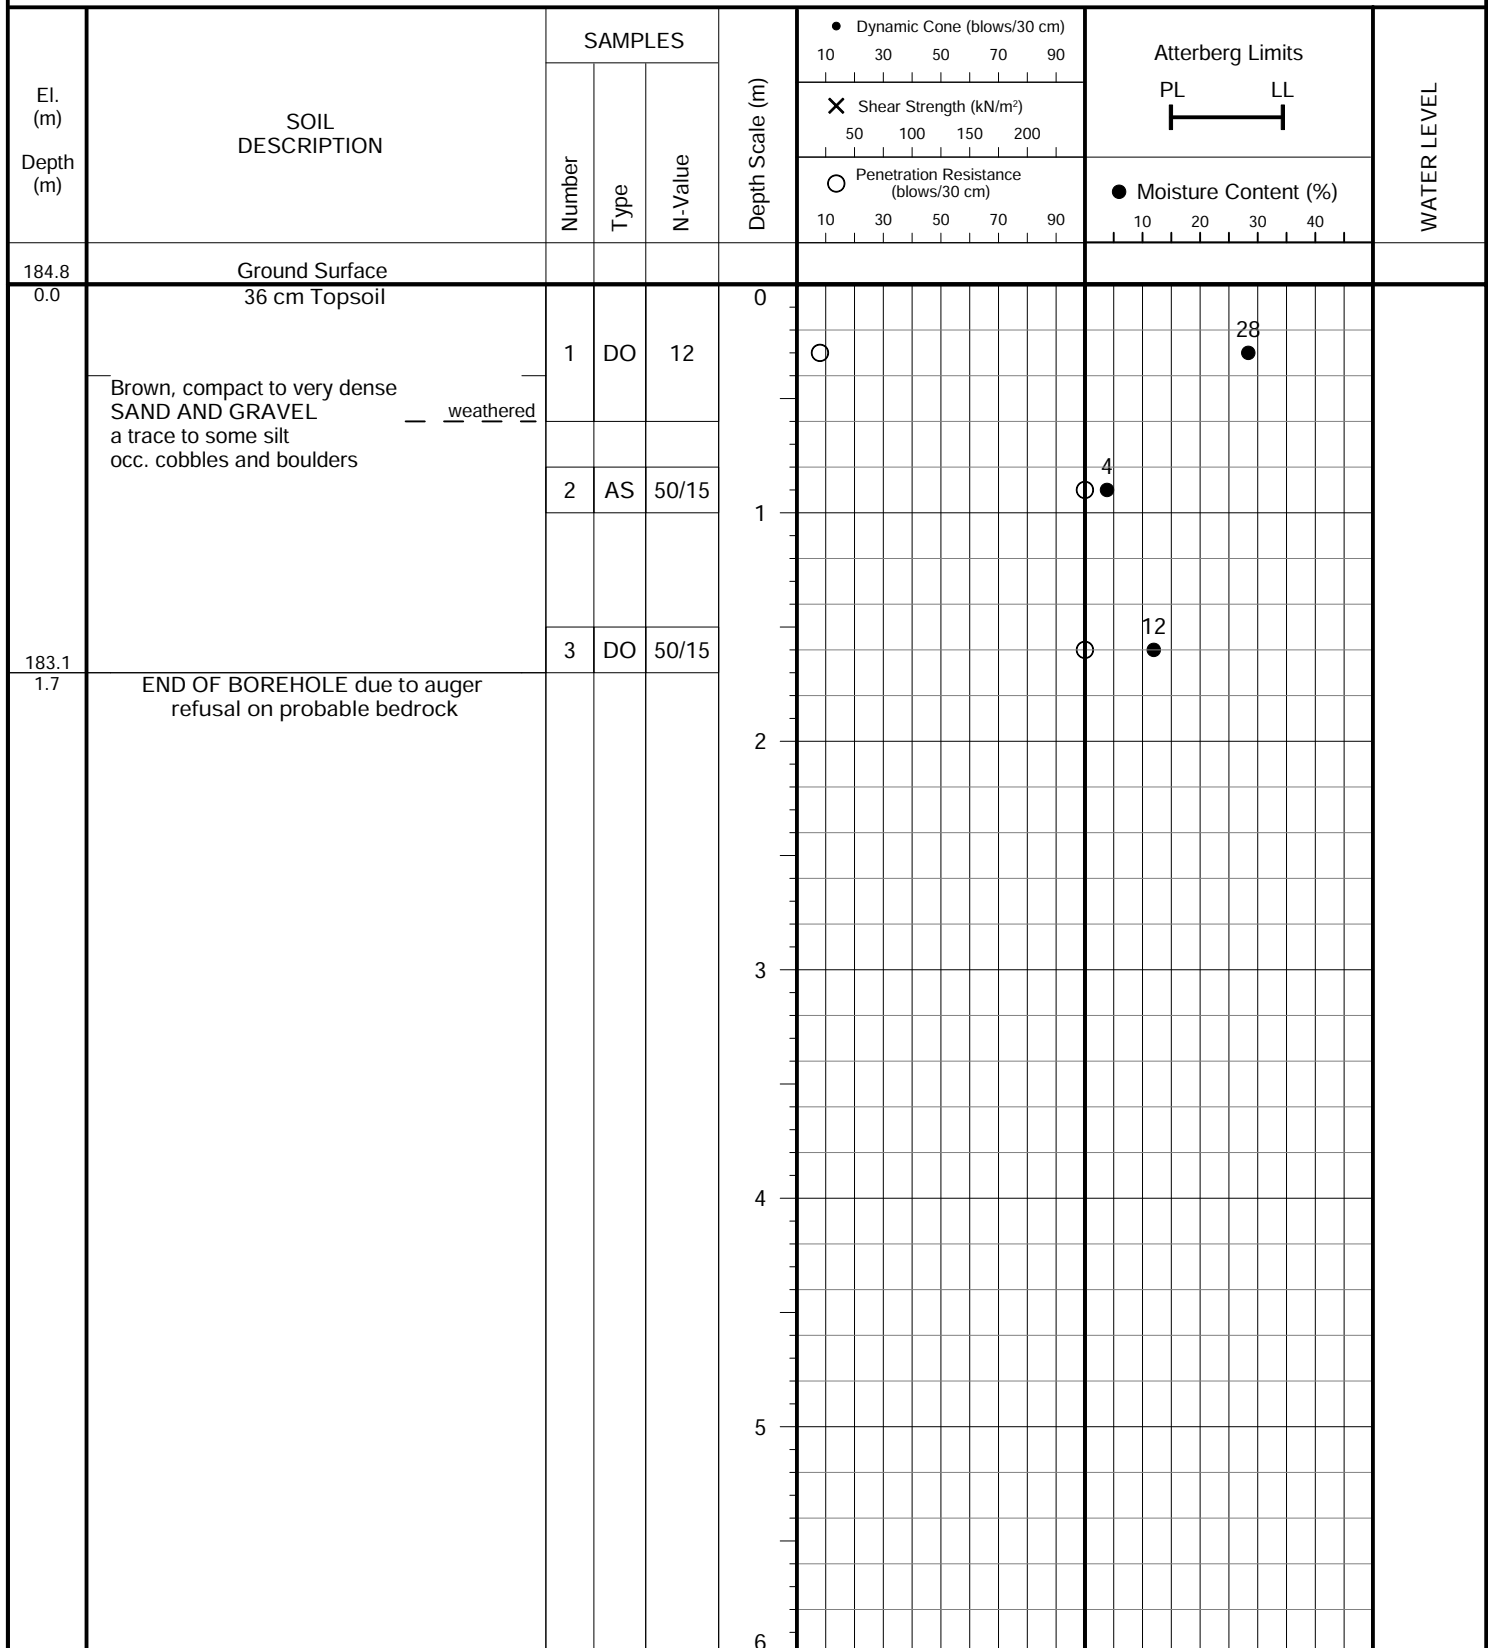 El.
(m)
Depth
(m)
SOIL
DESCRIPTION
SAMPLES
Number
Type
N-Value
Depth Scale (m)
Dynamic Cone (blows/30 cm)
10 30 50 70 90
Shear Strength (kN/m²)
50 100 150 200
Penetration Resistance
(blows/30 cm)
10 30 50 70 90
Atterberg Limits
PL LL
Moisture Content (%)
10 20 30 40
WATER LEVEL
184.8 Ground Surface
0.0 36 cm Topsoil 0
28
1 DO 12
Brown, compact to very dense
SAND AND GRAVEL weathered
a trace to some silt
occ. cobbles and boulders
4
2 AS 50/15
1
12
3 DO 50/15
183.1
1.7 END OF BOREHOLE due to auger
refusal on probable bedrock
2
3
4
5
6